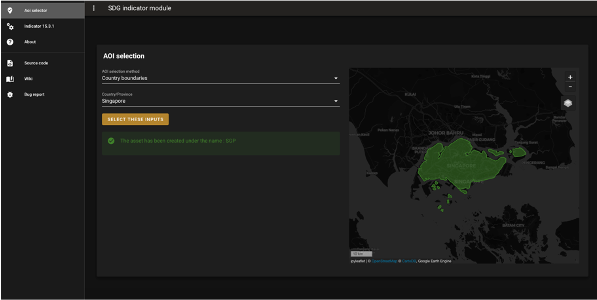 AOI selector
Indicator 15.3.1
About
Source code
Wiki
Bug report
SDG indicator module
AOI selection
AOI selection method
Country boundaries
Country/Province
Singapore
SELECT THESE INPUTS
This asset has been created under the name : SGP
+
−
JOHOR BAHRU
ipyleaflet | © OpenStreetMap © CartoDB, Google Earth Engine